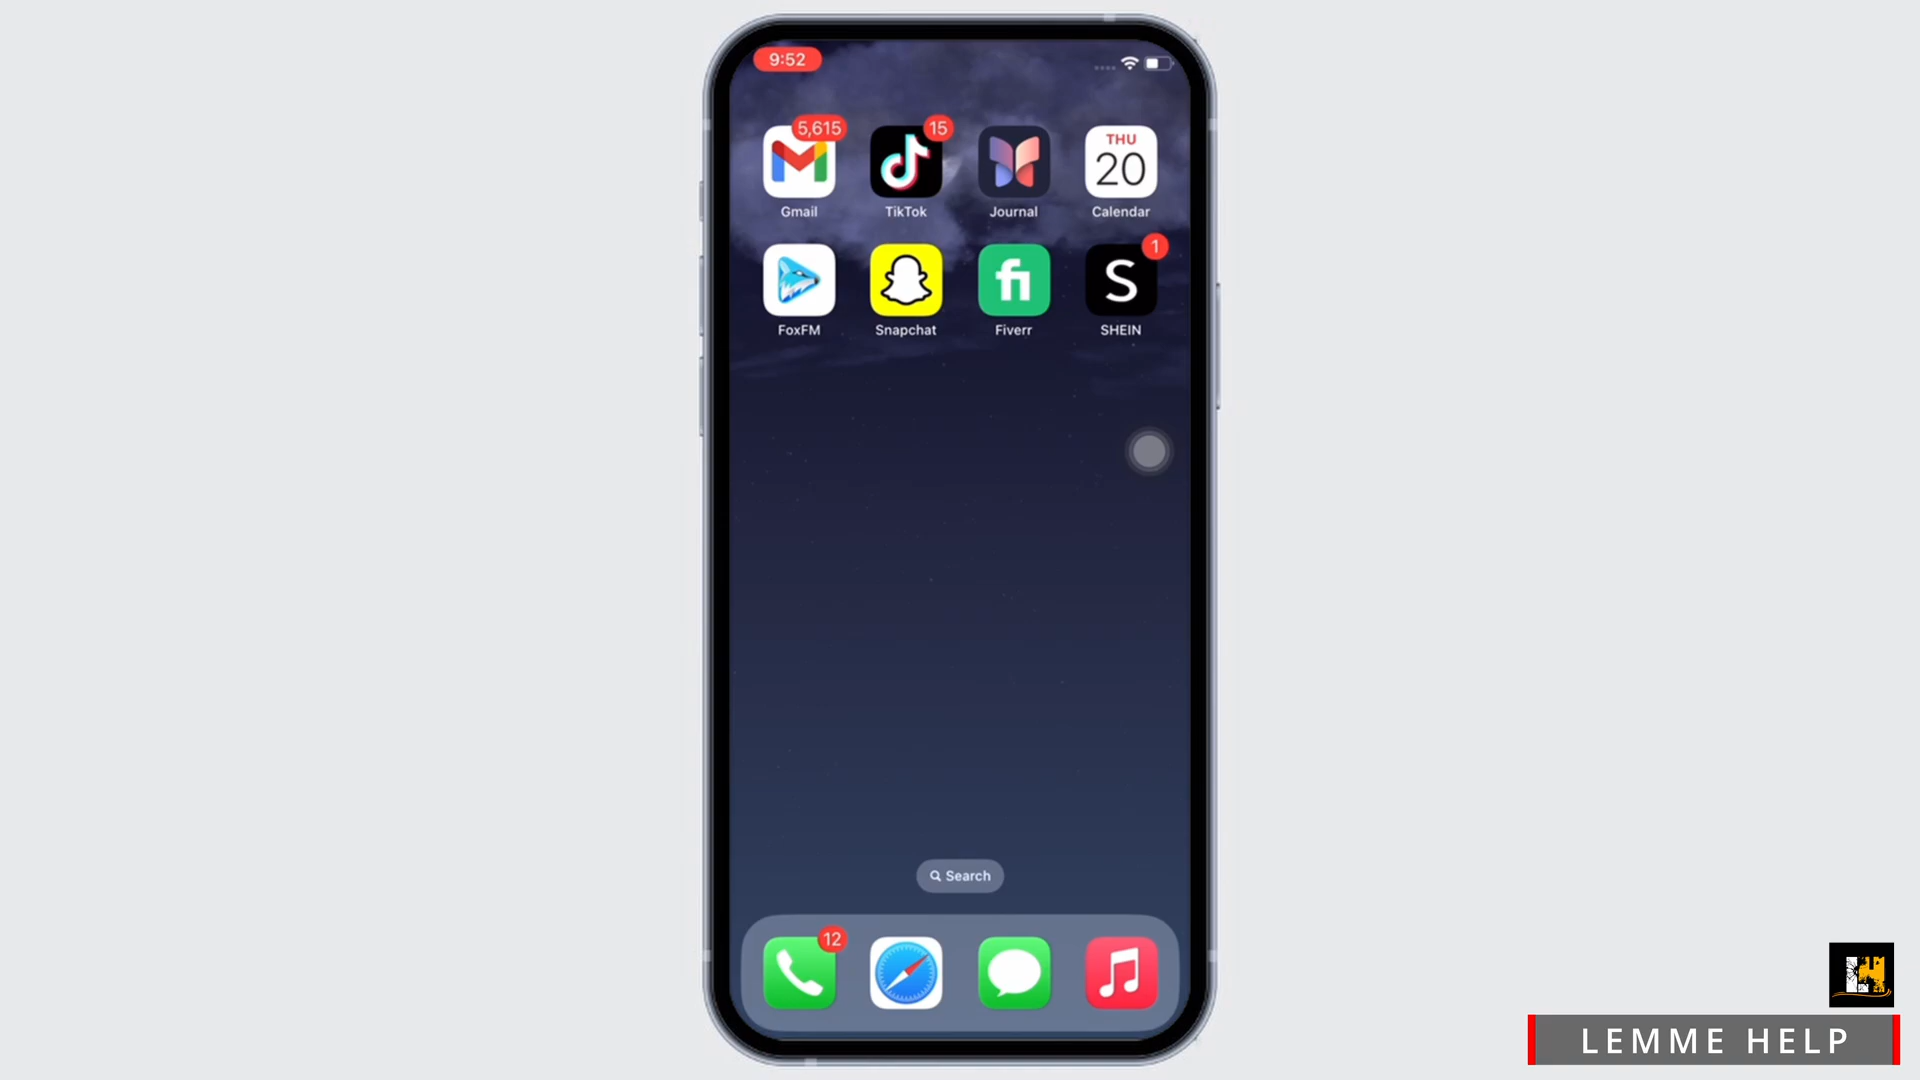 9:52
5,615
15
THU
20
Gmail
TikTok
Journal
Calendar
1
fi
S
FoxFM
Snapchat
Fiverr
SHEIN
Search
12
LEMME HELP